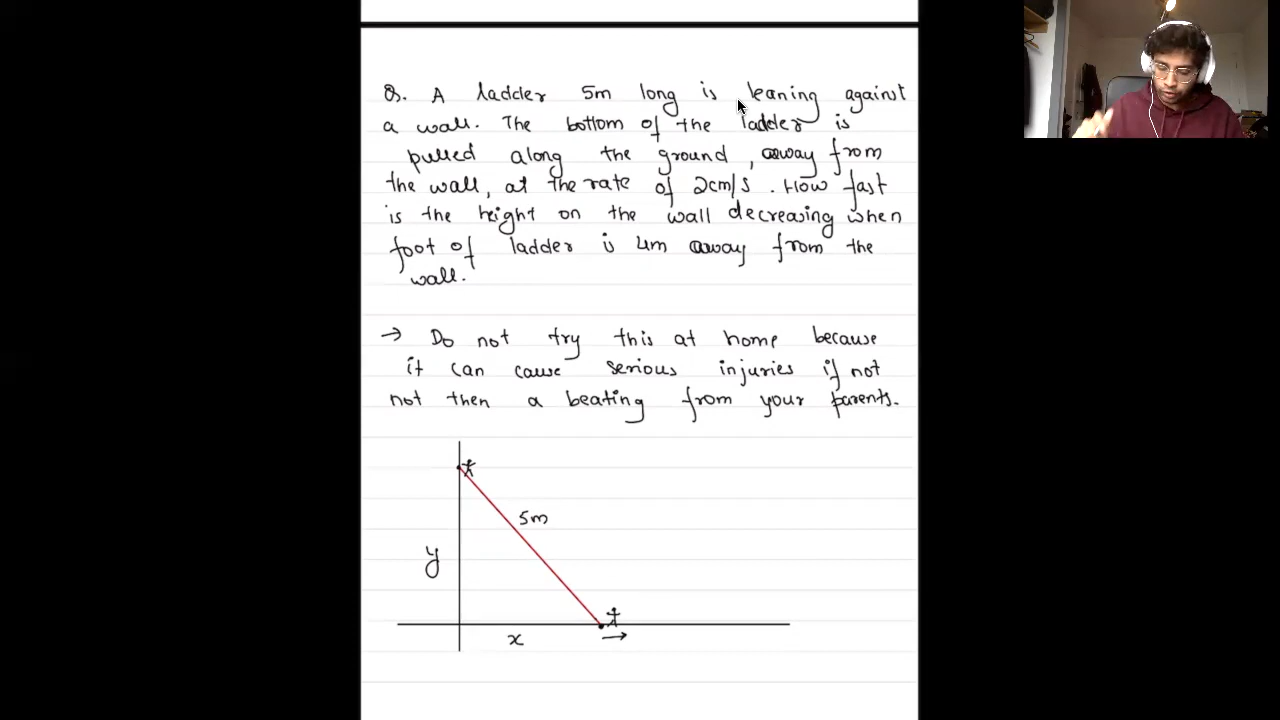 Q. A ladder 5m long is leaning against
a wall. The bottom of the ladder is
pulled along the ground, away from
the wall, at the rate of 2cm/s. How fast
is the height on the wall decreasing when
foot of ladder is 4m away from the
wall.
→ Do not try this at home because
it can cause serious injuries if not
not then a beating from your parents.
5m
y
x